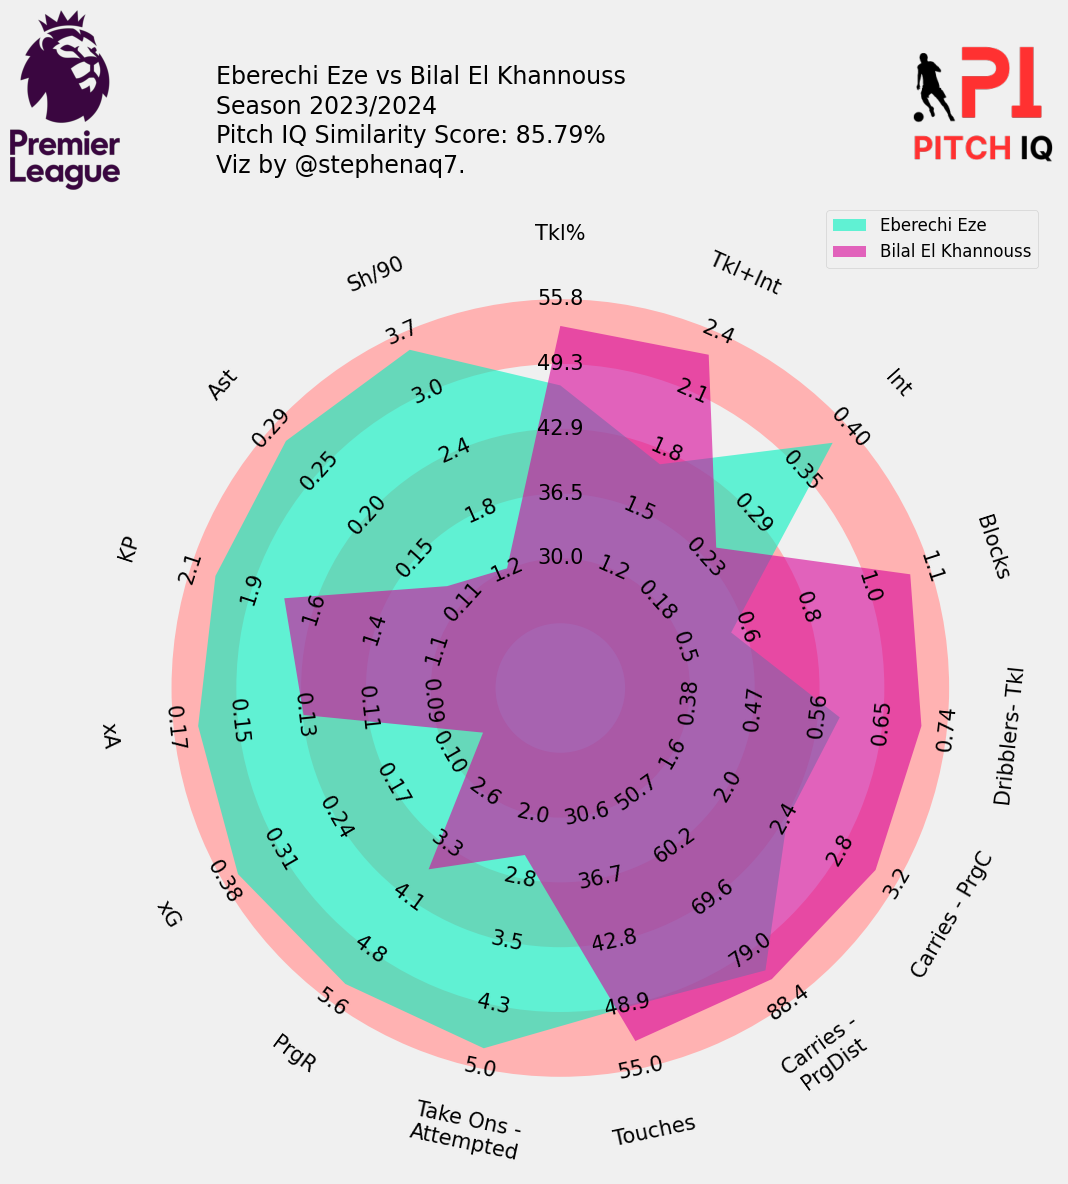 Premier
League
Eberechi Eze vs Bilal El Khannouss
Season 2023/2024
Pitch IQ Similarity Score: 85.79%
Viz by @stephenaq7.
PI
PITCH IQ
Eberechi Eze
Bilal El Khannouss
Tkl%
55.8
49.3
42.9
36.5
30.0
Tkl+Int
2.4
2.1
1.8
1.5
1.2
Int
0.40
0.35
0.29
0.23
0.18
Blocks
1.1
1.0
0.8
0.6
0.5
Dribblers- Tkl
0.74
0.65
0.56
0.47
0.38
Carries - PrgC
3.2
2.8
2.4
2.0
1.6
Carries -
PrgDist
88.4
79.0
69.6
60.2
50.7
Touches
55.0
48.9
42.8
36.7
30.6
Take Ons -
Attempted
5.0
4.3
3.5
2.8
2.0
PrgR
5.6
4.8
4.1
3.3
2.6
xG
0.38
0.31
0.24
0.17
0.10
xA
0.17
0.15
0.13
0.11
0.09
KP
2.1
1.9
1.6
1.4
1.1
Ast
0.29
0.25
0.20
0.15
0.11
Sh/90
3.7
3.0
2.4
1.8
1.2